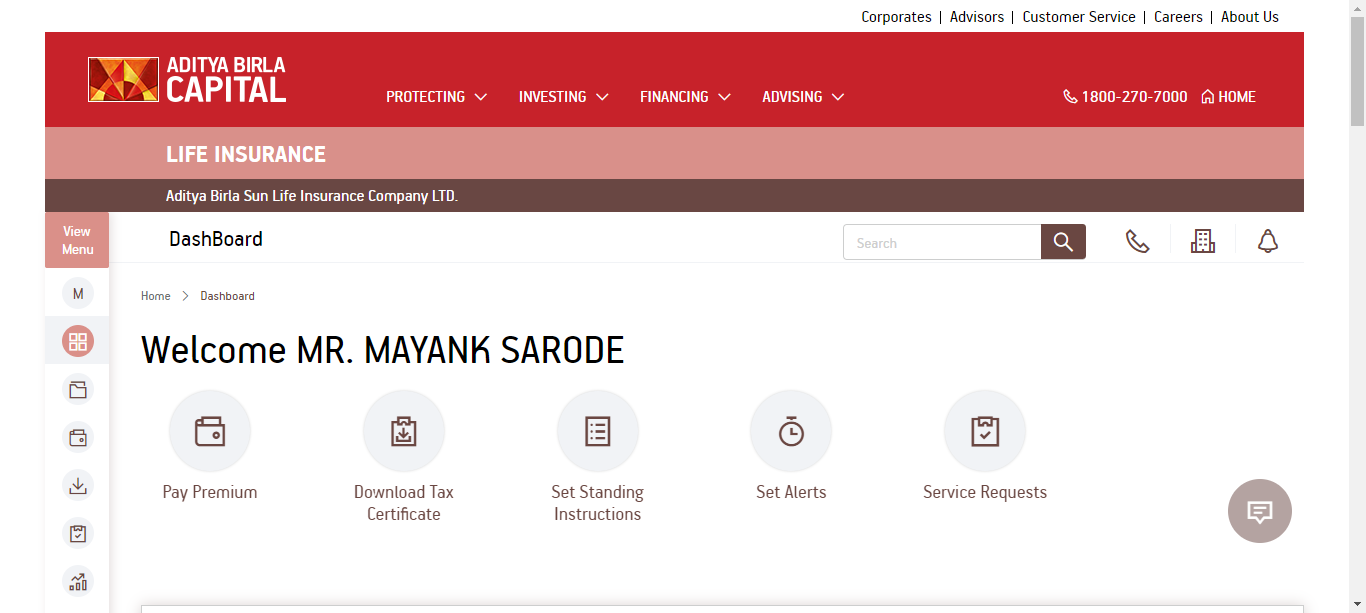 Corporates | Advisors | Customer Service | Careers | About Us
ADITYA BIRLA
CAPITAL
PROTECTING INVESTING FINANCING ADVISING 1800-270-7000 HOME
LIFE INSURANCE
Aditya Birla Sun Life Insurance Company LTD.
View
Menu
DashBoard
Search
M
Home > Dashboard
Welcome MR. MAYANK SARODE
Pay Premium
Download Tax
Certificate
Set Standing
Instructions
Set Alerts
Service Requests